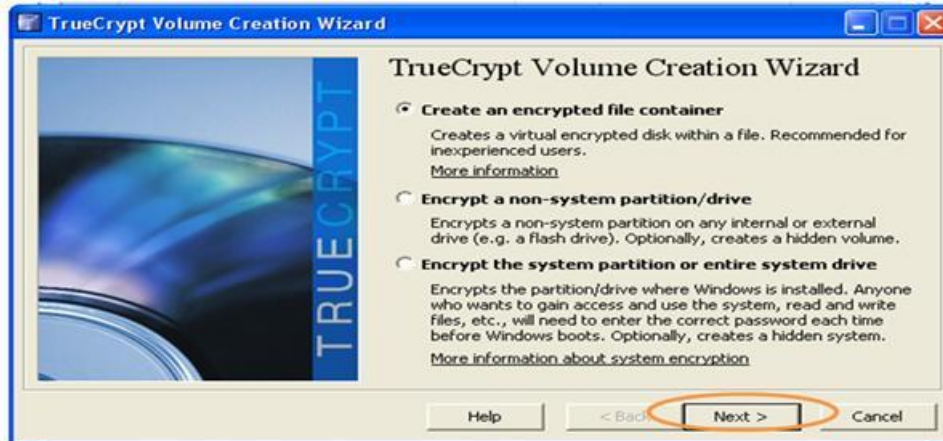 TrueCrypt Volume Creation Wizard
TRUECRYPT
TrueCrypt Volume Creation Wizard
Create an encrypted file container
Creates a virtual encrypted disk within a file. Recommended for
inexperienced users.
More information
Encrypt a non-system partition/drive
Encrypts a non-system partition on any internal or external
drive (e.g. a flash drive). Optionally, creates a hidden volume.
Encrypt the system partition or entire system drive
Encrypts the partition/drive where Windows is installed. Anyone
who wants to gain access and use the system, read and write
files, etc., will need to enter the correct password each time
before Windows boots. Optionally, creates a hidden system.
More information about system encryption
Help < Back Next > Cancel